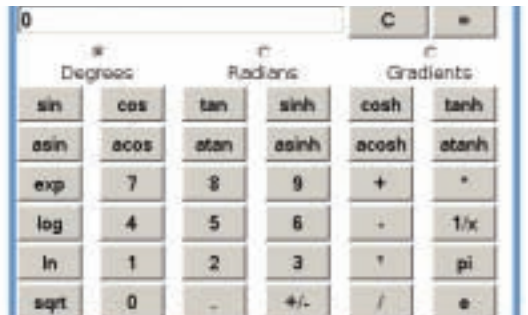 0 C =
Degrees Radians Gradients
sin cos tan sinh cosh tanh
asin acos atan asinh acosh atanh
exp 7 8 9 +
log 4 5 6 - 1/x
ln 1 2 3 pi
sqrt 0 . +/- / e